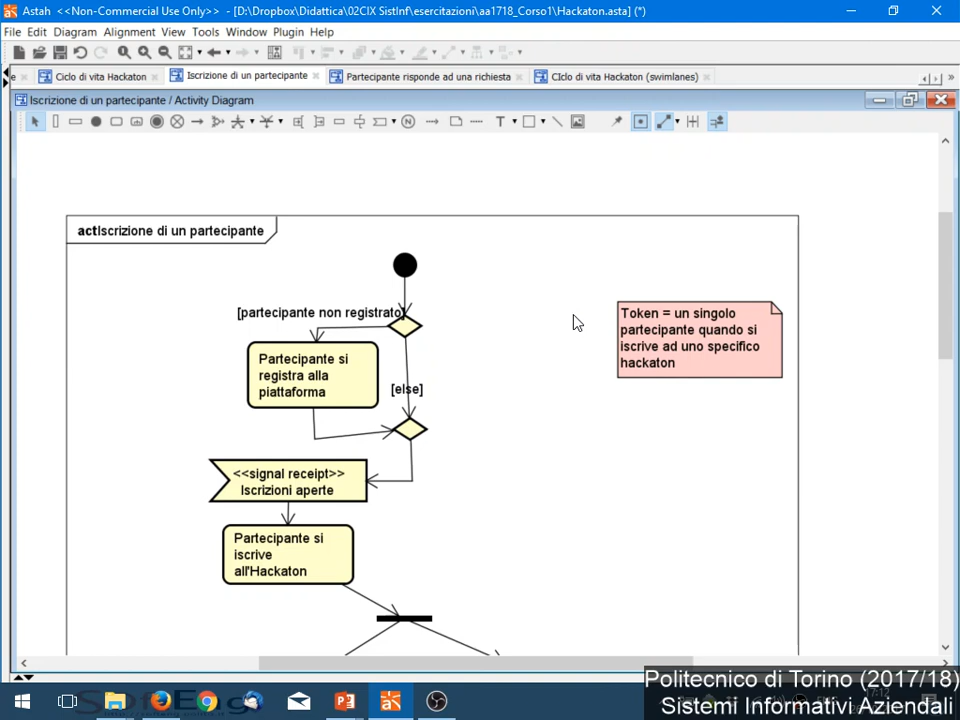 Astah <<Non-Commercial Use Only>> - [D:\Dropbox\Didattica\02CIX SistInf\esercitazioni\aa1718_Corso1\Hackaton.asta] (*)
File Edit Diagram Alignment View Tools Window Plugin Help
e Ciclo di vita Hackaton Iscrizione di un partecipante Partecipante risponde ad una richiesta CIclo di vita Hackaton (swimlanes)
Iscrizione di un partecipante / Activity Diagram
actIscrizione di un partecipante
[partecipante non registrato]
Token = un singolo
partecipante quando si
iscrive ad uno specifico
hackaton
Partecipante si
registra alla
piattaforma
[else]
<<signal receipt>>
Iscrizioni aperte
Partecipante si
iscrive
all'Hackaton
Politecnico di Torino (2017/18)
Sistemi Informativi Aziendali
17:12